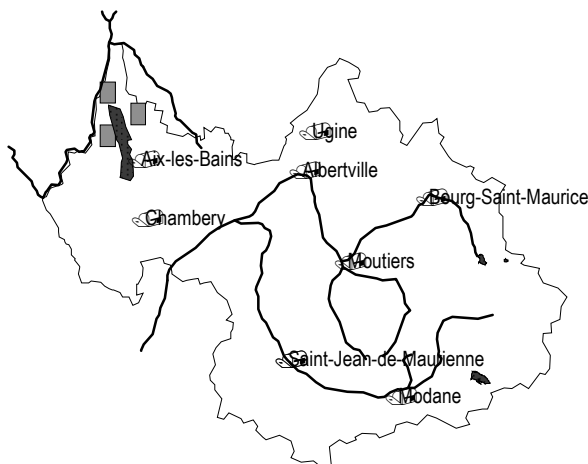 Ugine
Aix-les-Bains
Albertville
Bourg-Saint-Maurice
Chambery
Moutiers
Saint-Jean-de-Maurienne
Modane